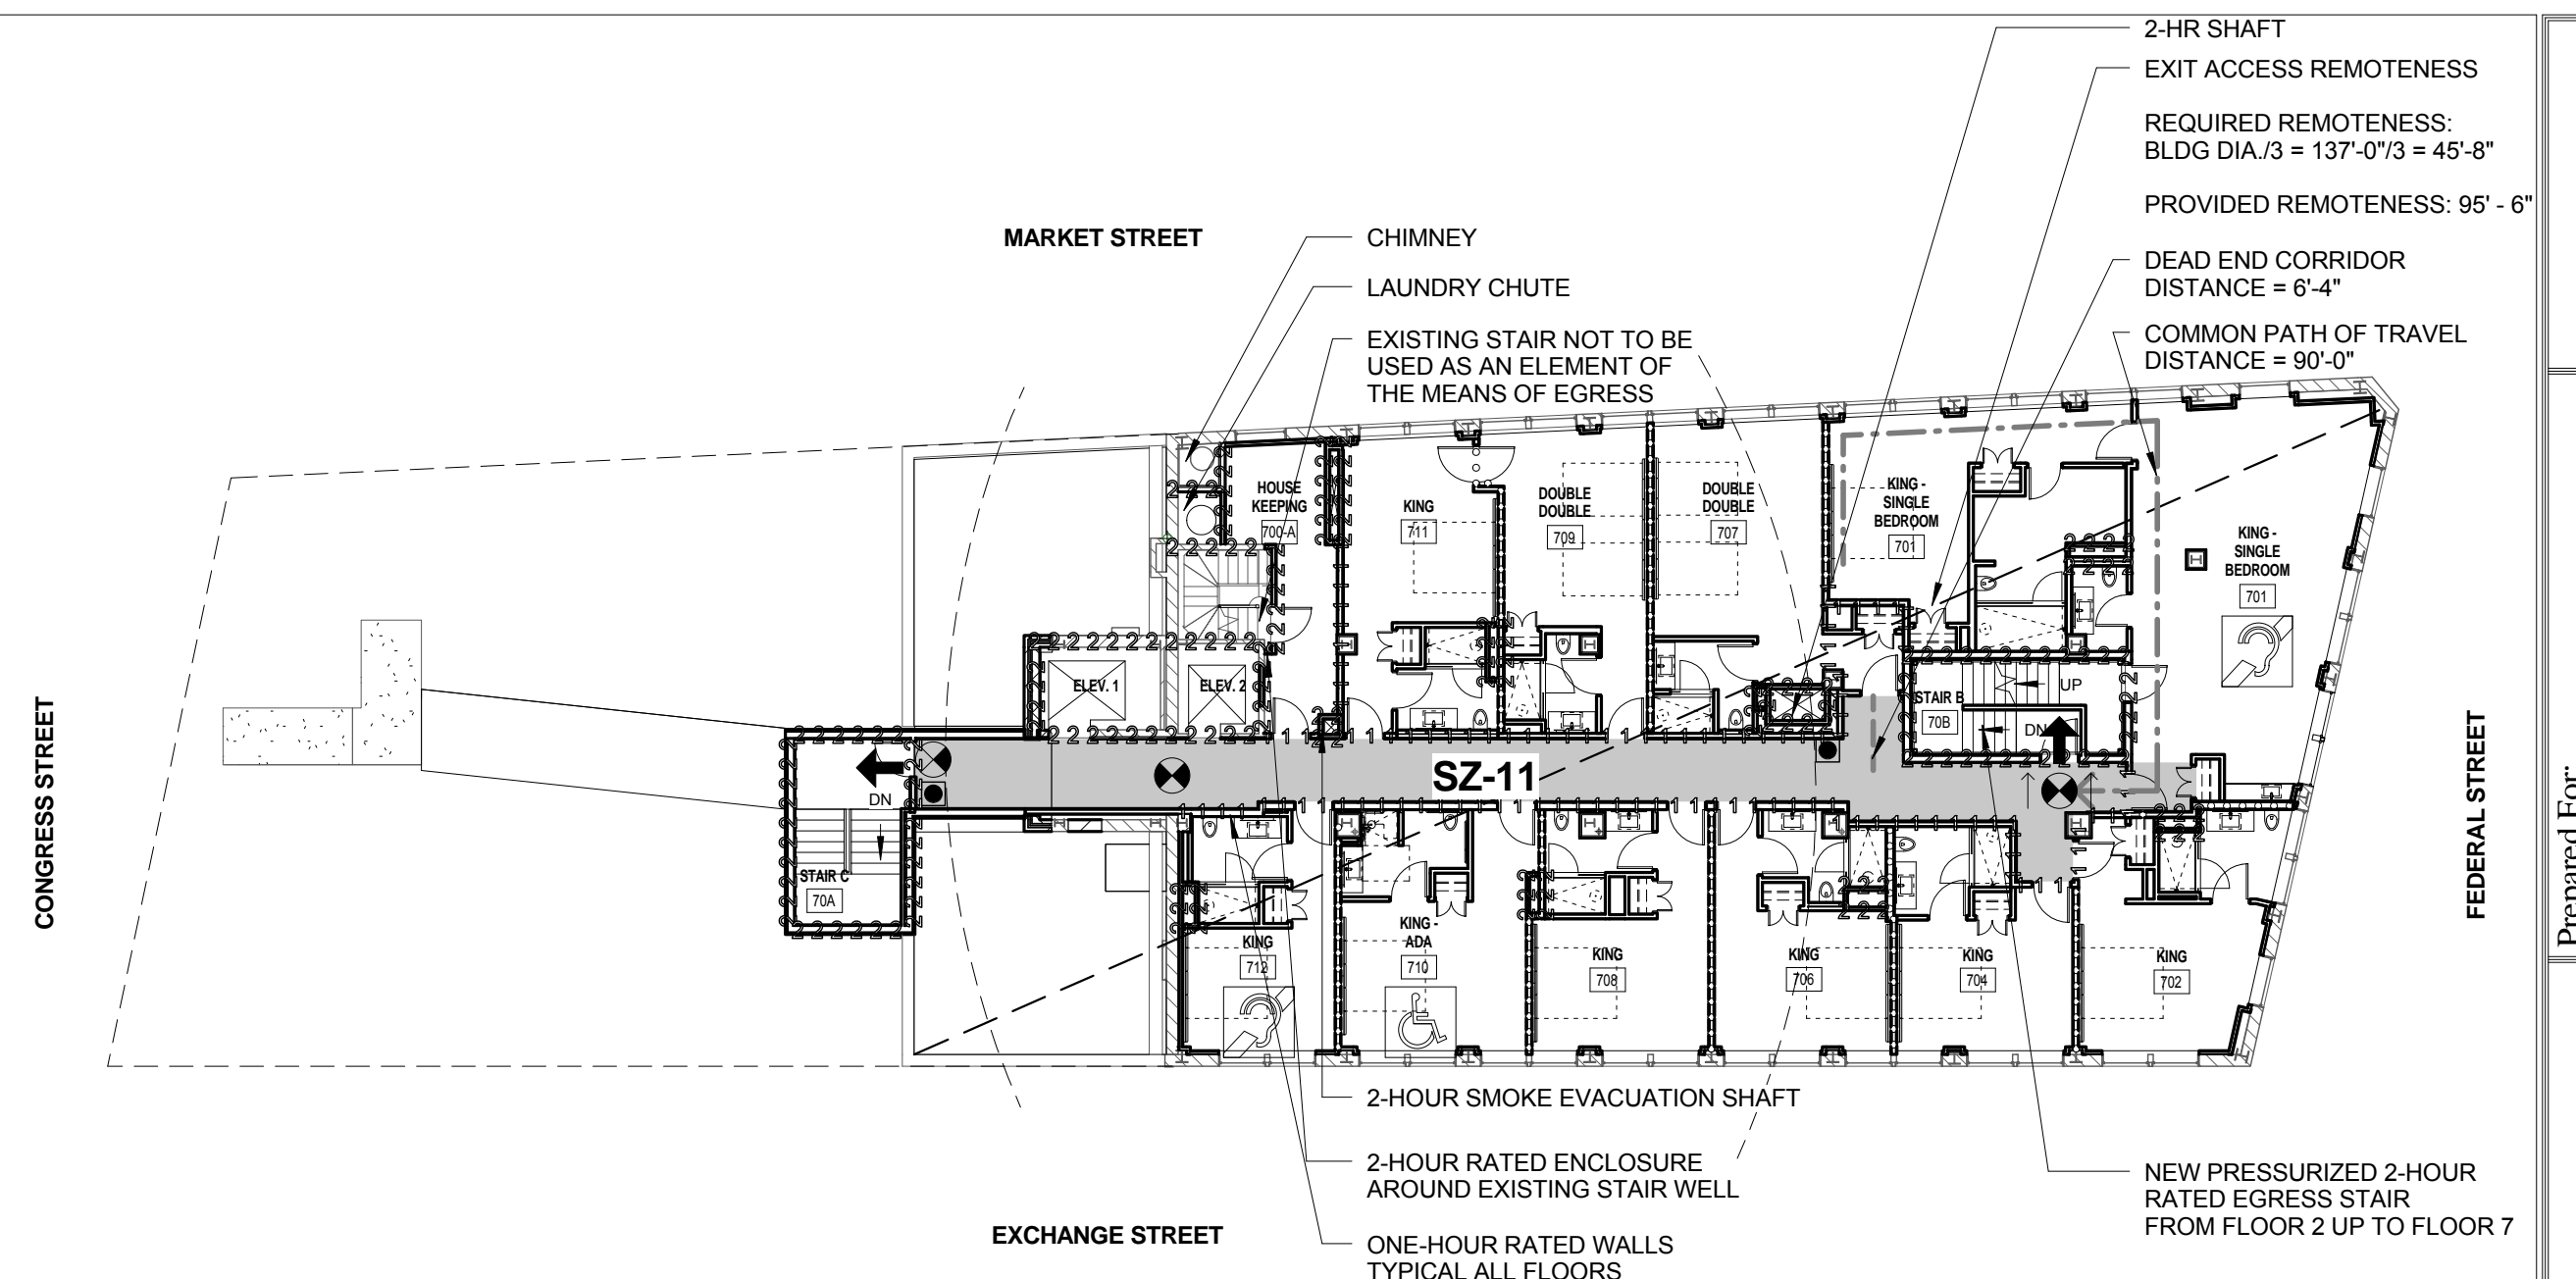 2-HR SHAFT
EXIT ACCESS REMOTENESS
REQUIRED REMOTENESS:
BLDG DIA./3 = 137'-0"/3 = 45'-8"
PROVIDED REMOTENESS: 95' - 6"
DEAD END CORRIDOR
DISTANCE = 6'-4"
COMMON PATH OF TRAVEL
DISTANCE = 90'-0"
MARKET STREET
CHIMNEY
LAUNDRY CHUTE
EXISTING STAIR NOT TO BE
USED AS AN ELEMENT OF
THE MEANS OF EGRESS
HOUSE
KEEPING
700-A
KING
711
DOUBLE
DOUBLE
709
DOUBLE
DOUBLE
707
KING -
SINGLE
BEDROOM
701
KING -
SINGLE
BEDROOM
701
ELEV. 1
ELEV. 2
STAIR B
70B
UP
DN
SZ-11
DN
STAIR C
70A
KING
712
KING -
ADA
710
KING
708
KING
706
KING
704
KING
702
CONGRESS STREET
FEDERAL STREET
Prepared For:
2-HOUR SMOKE EVACUATION SHAFT
2-HOUR RATED ENCLOSURE
AROUND EXISTING STAIR WELL
ONE-HOUR RATED WALLS
TYPICAL ALL FLOORS
EXCHANGE STREET
NEW PRESSURIZED 2-HOUR
RATED EGRESS STAIR
FROM FLOOR 2 UP TO FLOOR 7